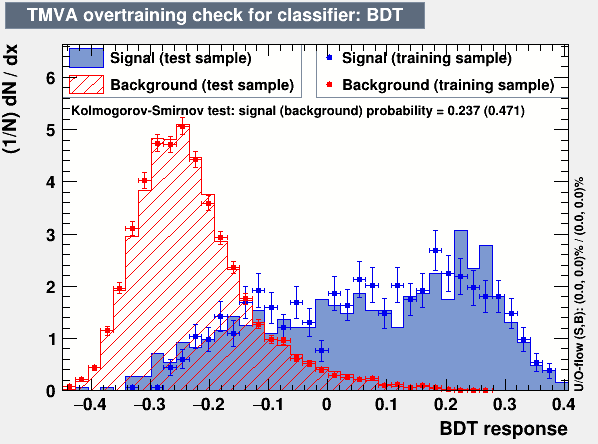 TMVA overtraining check for classifier: BDT
(1/N) dN / dx
Signal (test sample)
Background (test sample)
Signal (training sample)
Background (training sample)
Kolmogorov-Smirnov test: signal (background) probability = 0.237 (0.471)
6
5
4
3
2
1
0
−0.4 −0.3 −0.2 −0.1 0 0.1 0.2 0.3 0.4
BDT response
U/O-flow (S,B): (0.0, 0.0)% / (0.0, 0.0)%